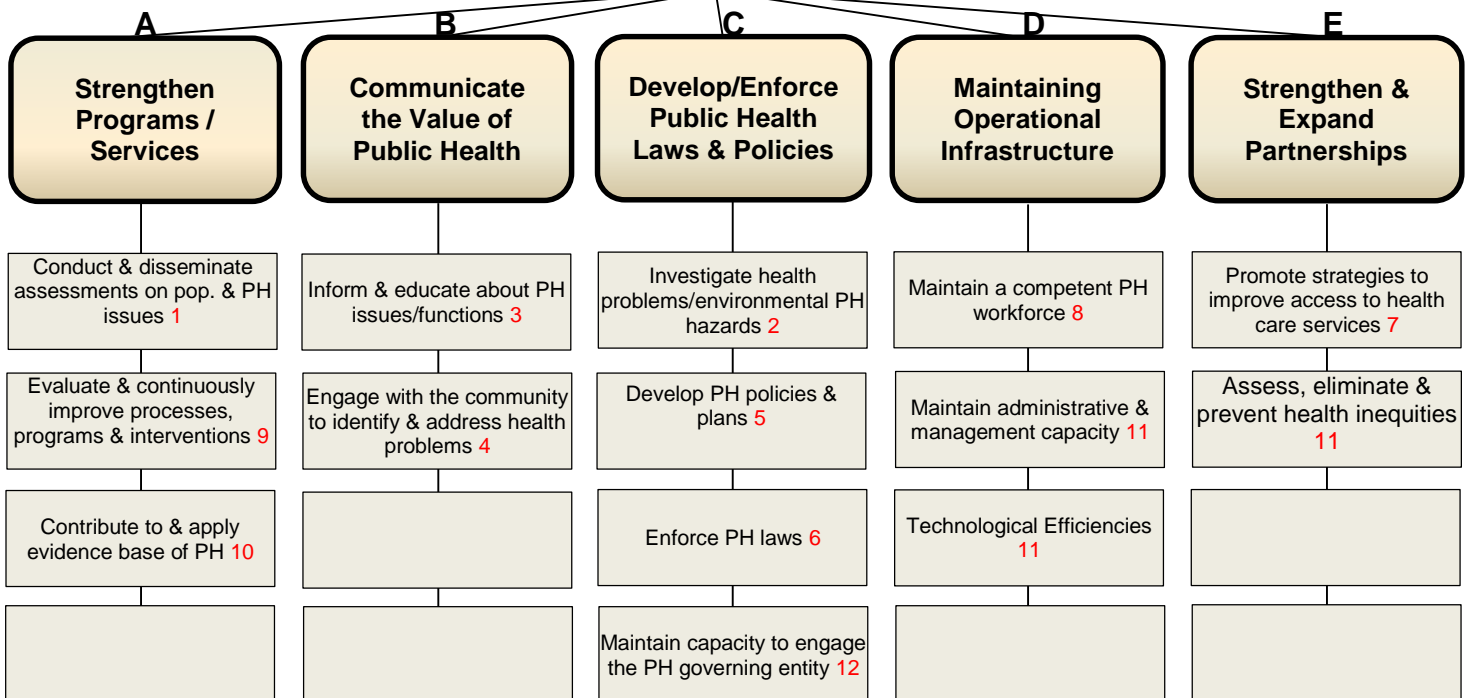 A
Strengthen
Programs /
Services
Conduct & disseminate
assessments on pop. & PH
issues 1
Evaluate & continuously
improve processes,
programs & interventions 9
Contribute to & apply
evidence base of PH 10
B
Communicate
the Value of
Public Health
Inform & educate about PH
issues/functions 3
Engage with the community
to identify & address health
problems 4
C
Develop/Enforce
Public Health
Laws & Policies
Investigate health
problems/environmental PH
hazards 2
Develop PH policies &
plans 5
Enforce PH laws 6
Maintain capacity to engage
the PH governing entity 12
D
Maintaining
Operational
Infrastructure
Maintain a competent PH
workforce 8
Maintain administrative &
management capacity 11
Technological Efficiencies
11
E
Strengthen &
Expand
Partnerships
Promote strategies to
improve access to health
care services 7
Assess, eliminate &
prevent health inequities
11